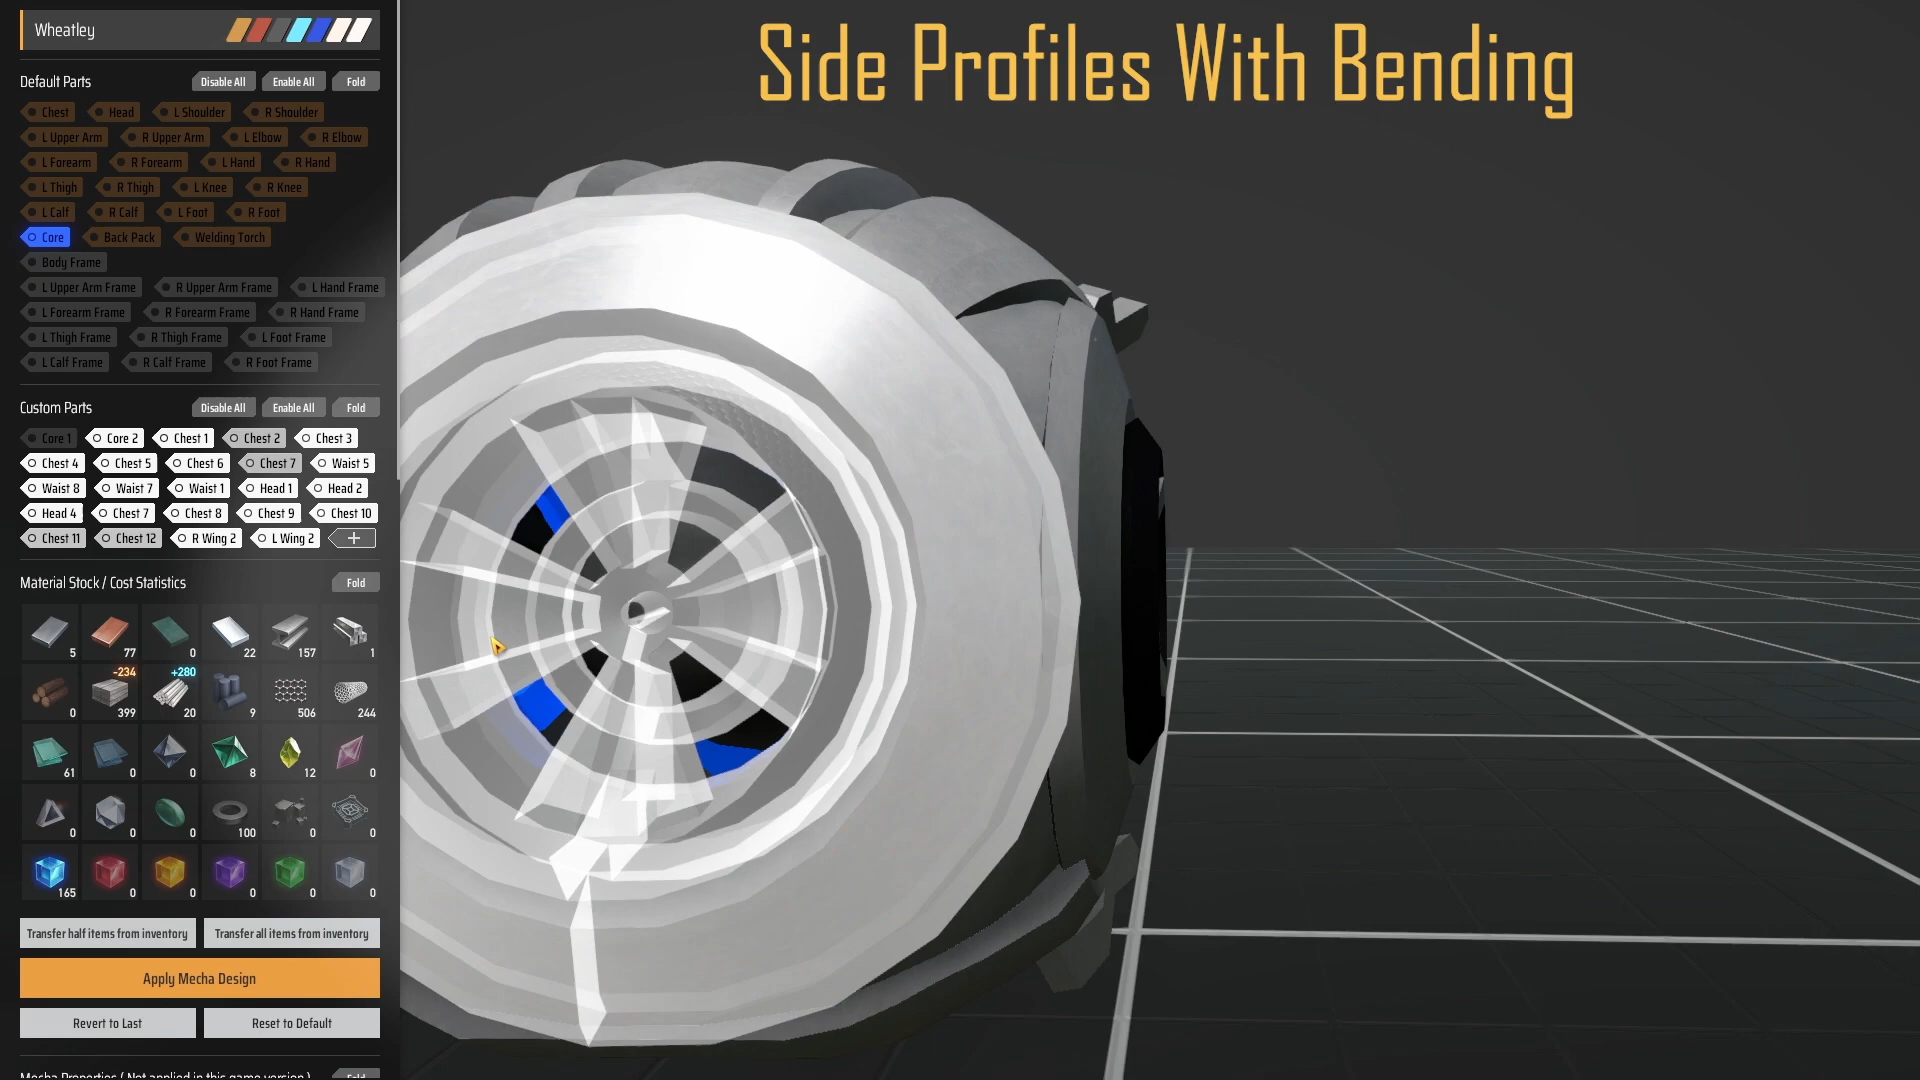 Wheatley
Side Profiles With Bending
Default Parts Disable All Enable All Fold
Chest Head L Shoulder R Shoulder
L Upper Arm R Upper Arm L Elbow R Elbow
L Forearm R Forearm L Hand R Hand
L Thigh R Thigh L Knee R Knee
L Calf R Calf L Foot R Foot
Core Back Pack Welding Torch
Body Frame
L Upper Arm Frame R Upper Arm Frame L Hand Frame
L Forearm Frame R Forearm Frame R Hand Frame
L Thigh Frame R Thigh Frame L Foot Frame
L Calf Frame R Calf Frame R Foot Frame
Custom Parts Disable All Enable All Fold
Core 1 Core 2 Chest 1 Chest 2 Chest 3
Chest 4 Chest 5 Chest 6 Chest 7 Waist 5
Waist 8 Waist 7 Waist 1 Head 1 Head 2
Head 4 Chest 7 Chest 8 Chest 9 Chest 10
Chest 11 Chest 12 R Wing 2 L Wing 2
Material Stock / Cost Statistics Fold
5 77 0 22 157 1
-234 +280
0 399 20 9 506 244
61 0 0 8 12 0
0 0 0 100 0 0
165 0 0 0 0 0
Transfer half items from inventory Transfer all items from inventory
Apply Mecha Design
Revert to Last Reset to Default
Mecha Properties ( Not applied in this game version ) Fold